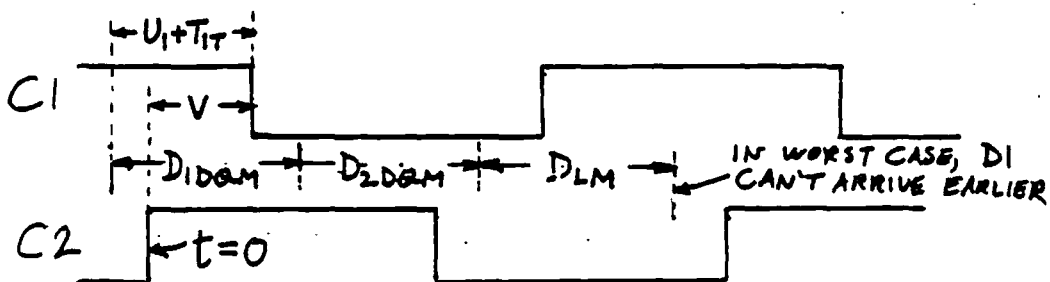 U1+T1T
C1
V
D1DQM D2DQM DLM
IN WORST CASE, D1
CAN'T ARRIVE EARLIER
C2
t=0